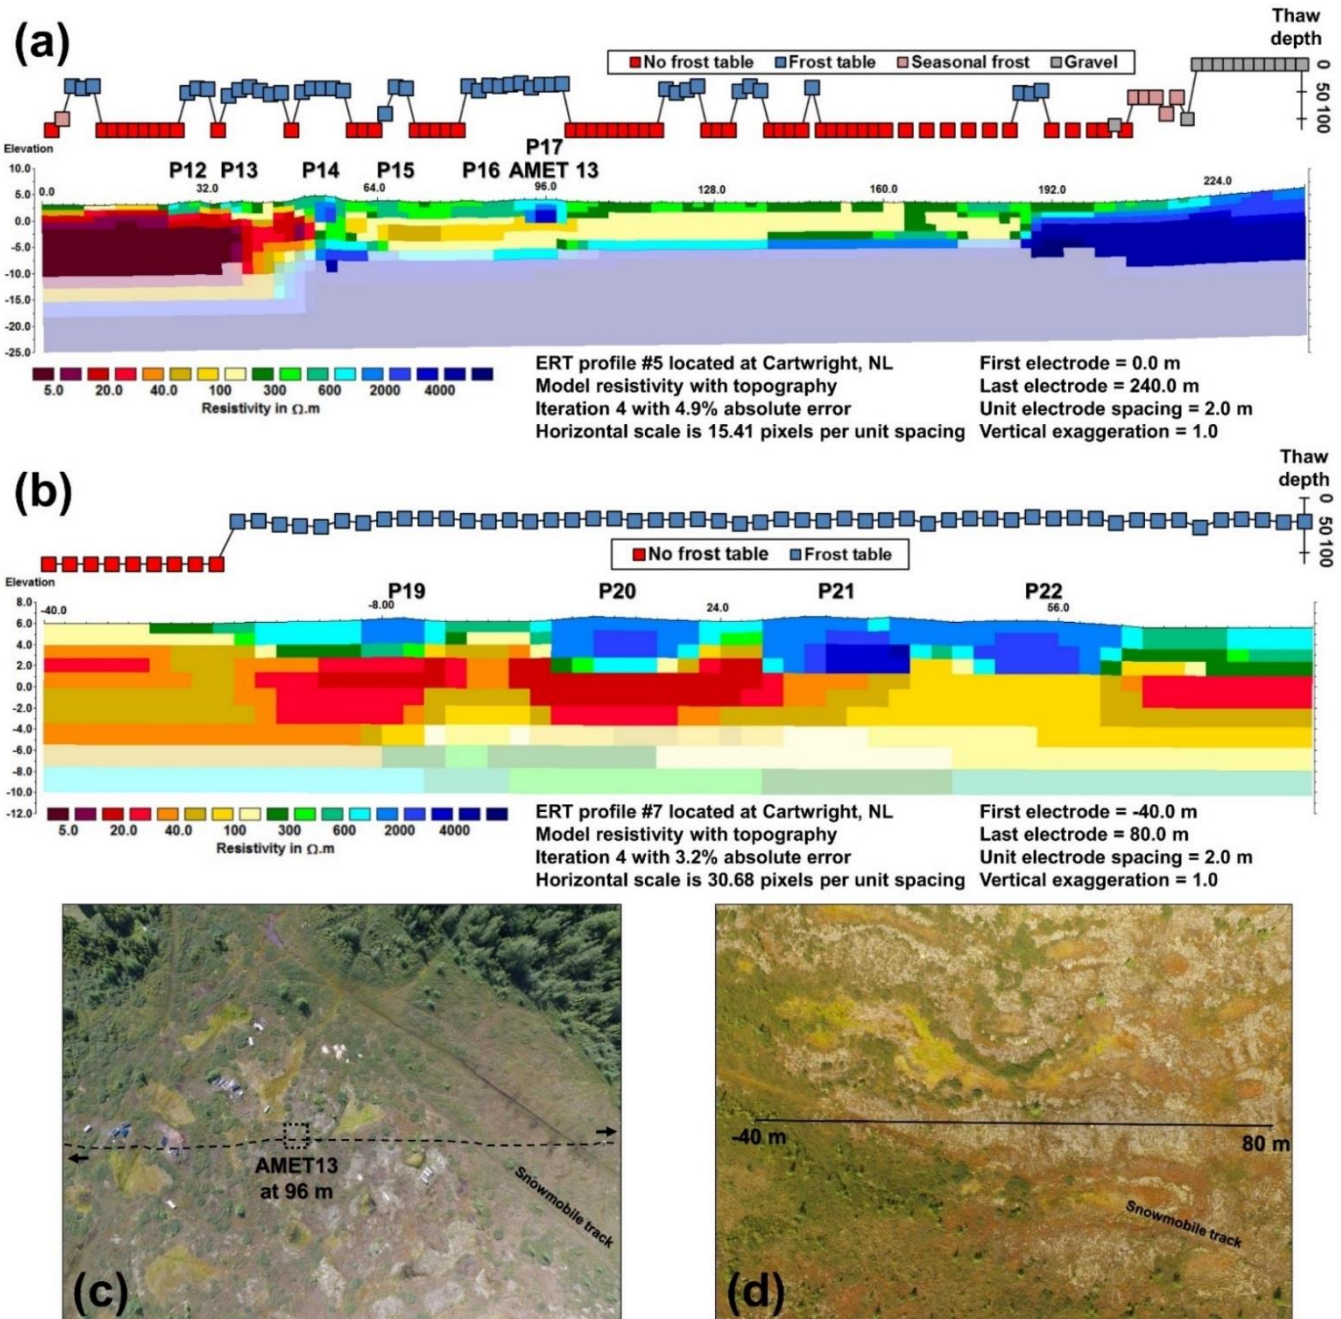 (a)
Thaw
depth
No frost table Frost table Seasonal frost Gravel
0
50
100
Elevation
P17
P12 P13 P14 P15 P16 AMET 13
10.0
0.0 32.0 64.0 96.0 128.0 160.0 192.0 224.0
5.0
0.0
-5.0
-10.0
-15.0
-20.0
-25.0
5.0 20.0 40.0 100 300 600 2000 4000
Resistivity in Ω.m
ERT profile #5 located at Cartwright, NL
Model resistivity with topography
Iteration 4 with 4.9% absolute error
Horizontal scale is 15.41 pixels per unit spacing
First electrode = 0.0 m
Last electrode = 240.0 m
Unit electrode spacing = 2.0 m
Vertical exaggeration = 1.0
(b)
Thaw
depth
0
50
100
No frost table Frost table
Elevation
P19 P20 P21 P22
8.0
-40.0 -8.00 24.0 56.0
6.0
4.0
2.0
0.0
-2.0
-4.0
-6.0
-8.0
-10.0
-12.0
5.0 20.0 40.0 100 300 600 2000 4000
Resistivity in Ω.m
ERT profile #7 located at Cartwright, NL
Model resistivity with topography
Iteration 4 with 3.2% absolute error
Horizontal scale is 30.68 pixels per unit spacing
First electrode = -40.0 m
Last electrode = 80.0 m
Unit electrode spacing = 2.0 m
Vertical exaggeration = 1.0
AMET13
at 96 m
Snowmobile track
(c)
-40 m
80 m
Snowmobile track
(d)